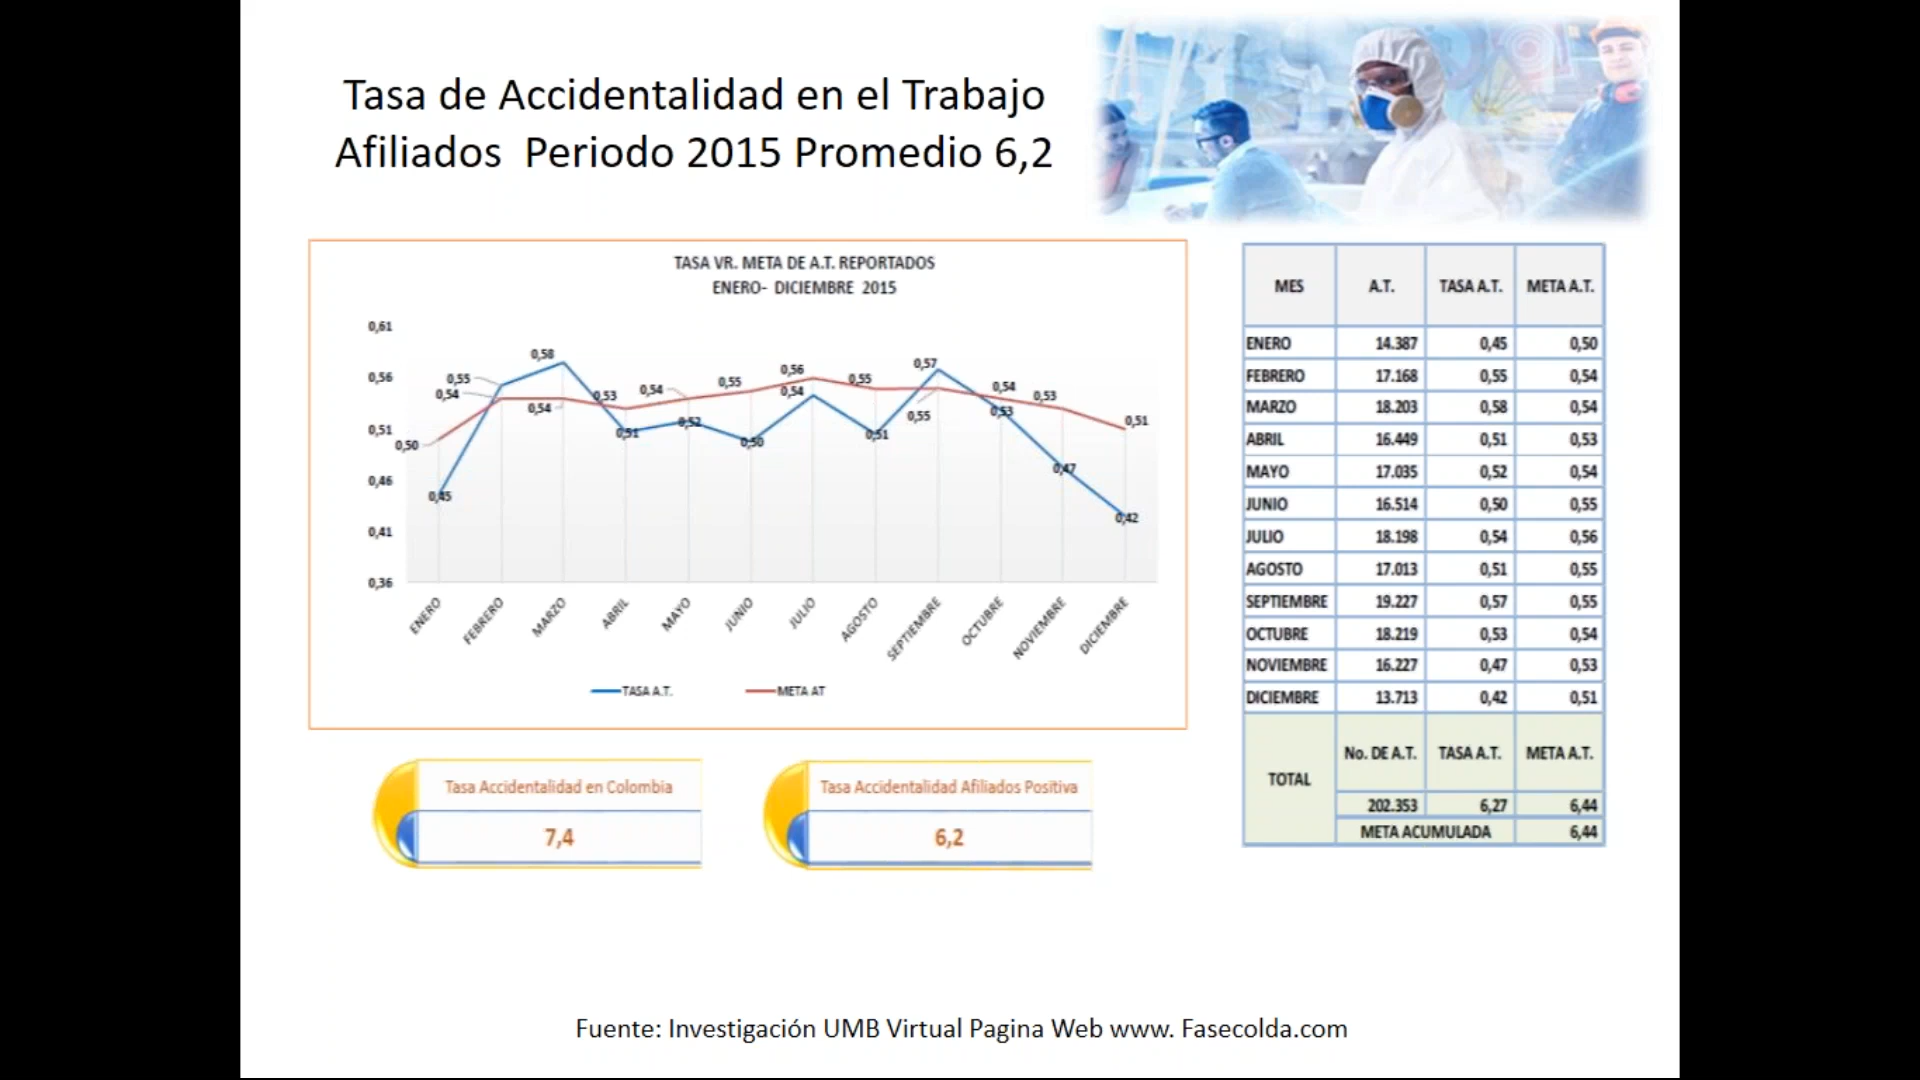 Tasa de Accidentalidad en el Trabajo
Afiliados Periodo 2015 Promedio 6,2
TASA VR. META DE A.T. REPORTADOS
ENERO- DICIEMBRE 2015
0,61
0,56
0,51
0,46
0,41
0,36
0,45
0,55
0,58
0,51
0,52
0,50
0,54
0,51
0,57
0,53
0,47
0,42
0,50
0,54
0,54
0,53
0,54
0,55
0,56
0,55
0,55
0,54
0,53
0,51
ENERO
FEBRERO
MARZO
ABRIL
MAYO
JUNIO
JULIO
AGOSTO
SEPTIEMBRE
OCTUBRE
NOVIEMBRE
DICIEMBRE
TASA A.T. META AT
MES A.T. TASA A.T. META A.T.
ENERO 14.387 0,45 0,50
FEBRERO 17.168 0,55 0,54
MARZO 18.203 0,58 0,54
ABRIL 16.449 0,51 0,53
MAYO 17.035 0,52 0,54
JUNIO 16.514 0,50 0,55
JULIO 18.198 0,54 0,56
AGOSTO 17.013 0,51 0,55
SEPTIEMBRE 19.227 0,57 0,55
OCTUBRE 18.219 0,53 0,54
NOVIEMBRE 16.227 0,47 0,53
DICIEMBRE 13.713 0,42 0,51
TOTAL No. DE A.T. TASA A.T. META A.T.
202.353 6,27 6,44
META ACUMULADA 6,44
Tasa Accidentalidad en Colombia
7,4
Tasa Accidentalidad Afiliados Positiva
6,2
Fuente: Investigación UMB Virtual Pagina Web www. Fasecolda.com